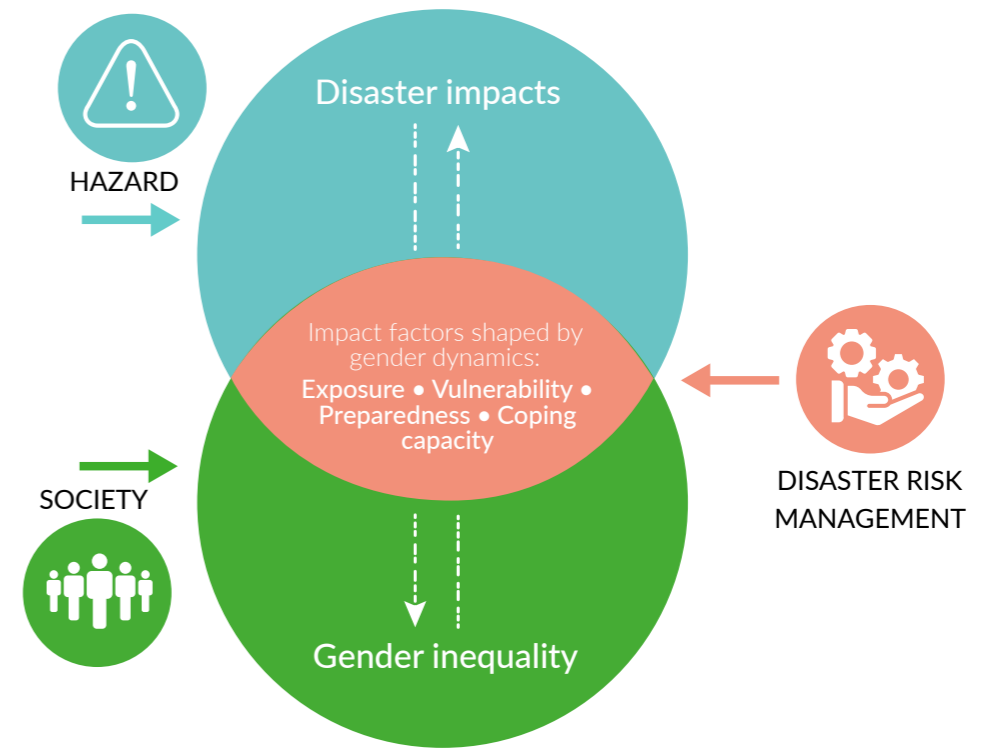 Disaster impacts
HAZARD
Impact factors shaped by
gender dynamics:
Exposure • Vulnerability •
Preparedness • Coping
capacity
DISASTER RISK
MANAGEMENT
SOCIETY
Gender inequality